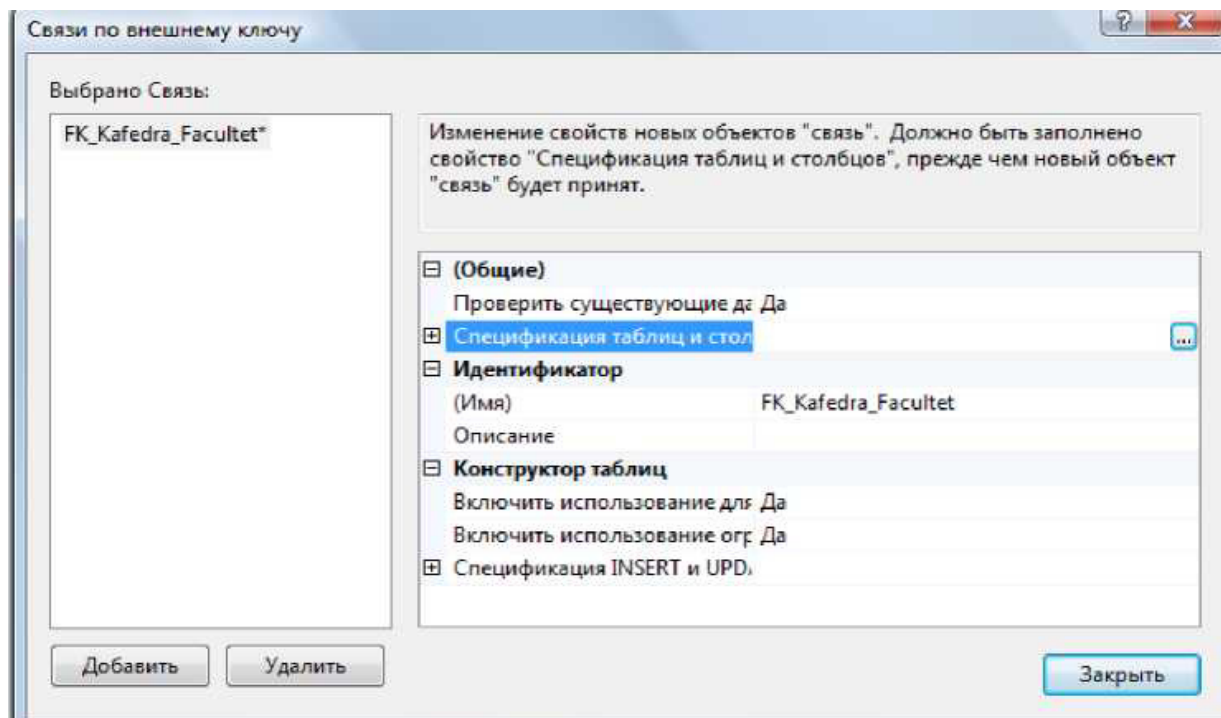 Связи по внешнему ключу
Выбрано Связь:
FK_Kafedra_Facultet*
Изменение свойств новых объектов "связь". Должно быть заполнено
свойство "Спецификация таблиц и столбцов", прежде чем новый объект
"связь" будет принят.
(Общие)
Проверить существующие да Да
Спецификация таблиц и стол ...
Идентификатор
(Имя) FK_Kafedra_Facultet
Описание
Конструктор таблиц
Включить использование для Да
Включить использование огр Да
Спецификация INSERT и UPDA
Добавить Удалить
Закрыть